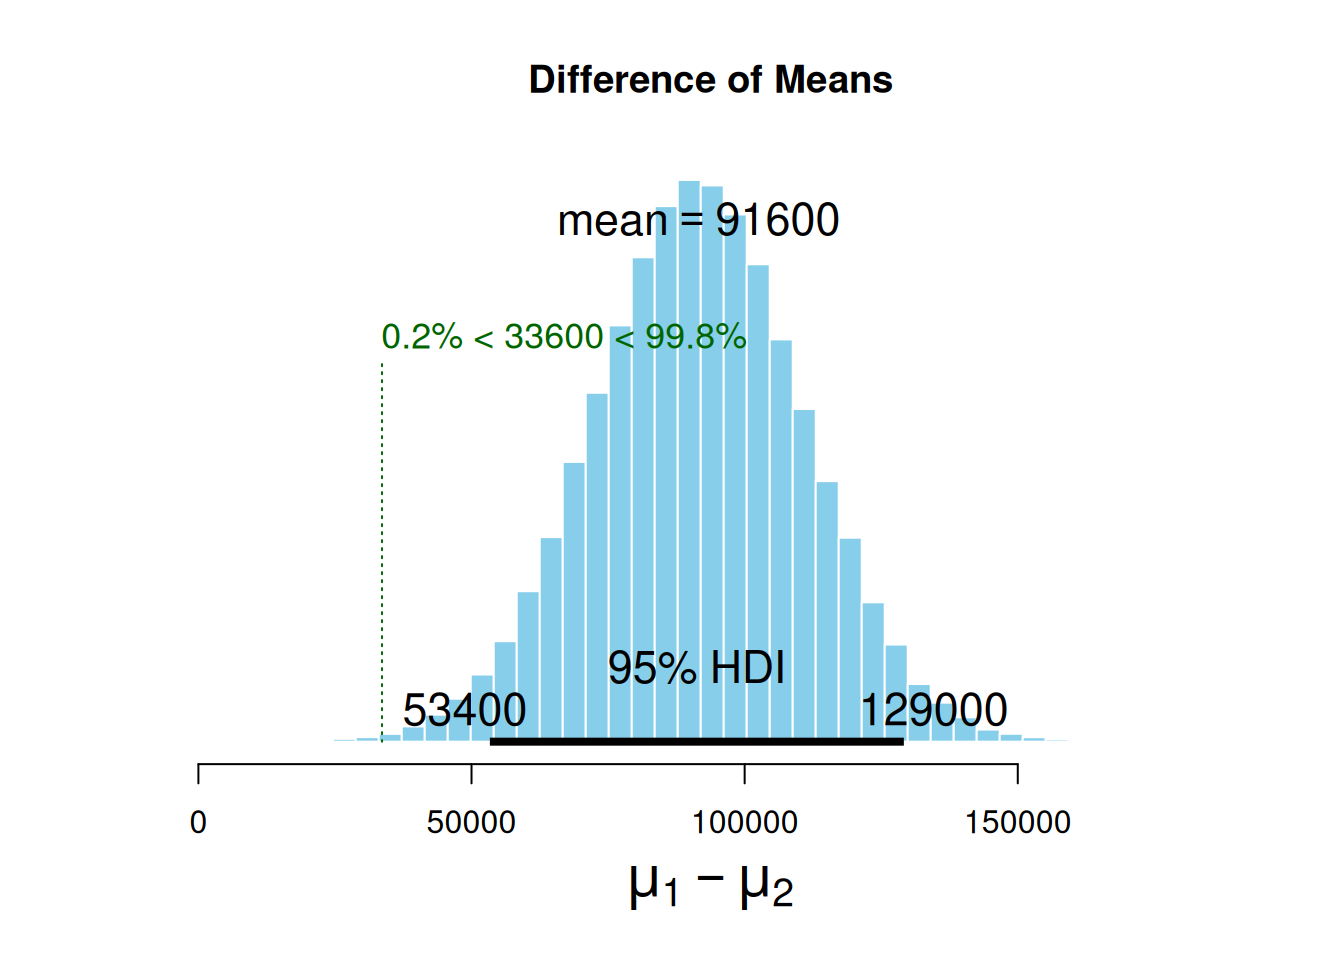 Difference of Means
mean = 91600
0.2% < 33600 < 99.8%
95% HDI
53400 129000
0 50000 100000 150000
μ₁ − μ₂